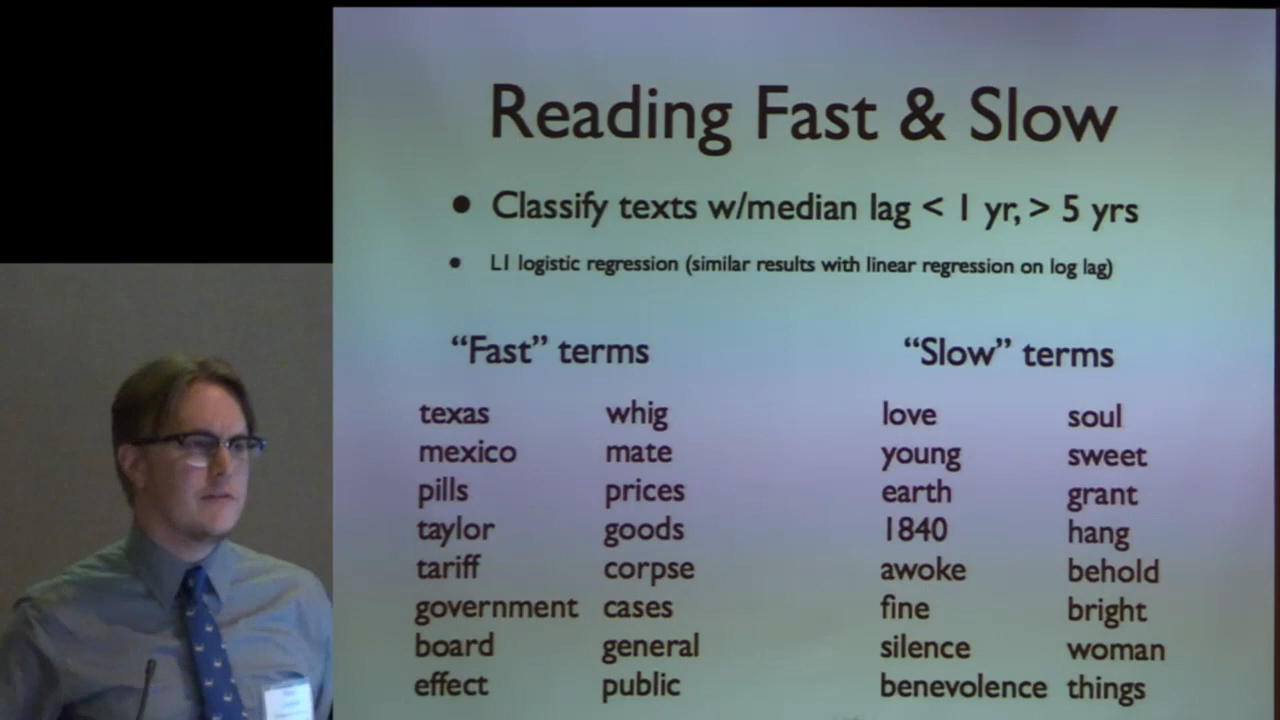 Reading Fast & Slow
• Classify texts w/median lag < 1 yr, > 5 yrs
• L1 logistic regression (similar results with linear regression on log lag)
“Fast” terms “Slow” terms
texas whig love soul
mexico mate young sweet
pills prices earth grant
taylor goods 1840 hang
tariff corpse awoke behold
government cases fine bright
board general silence woman
effect public benevolence things